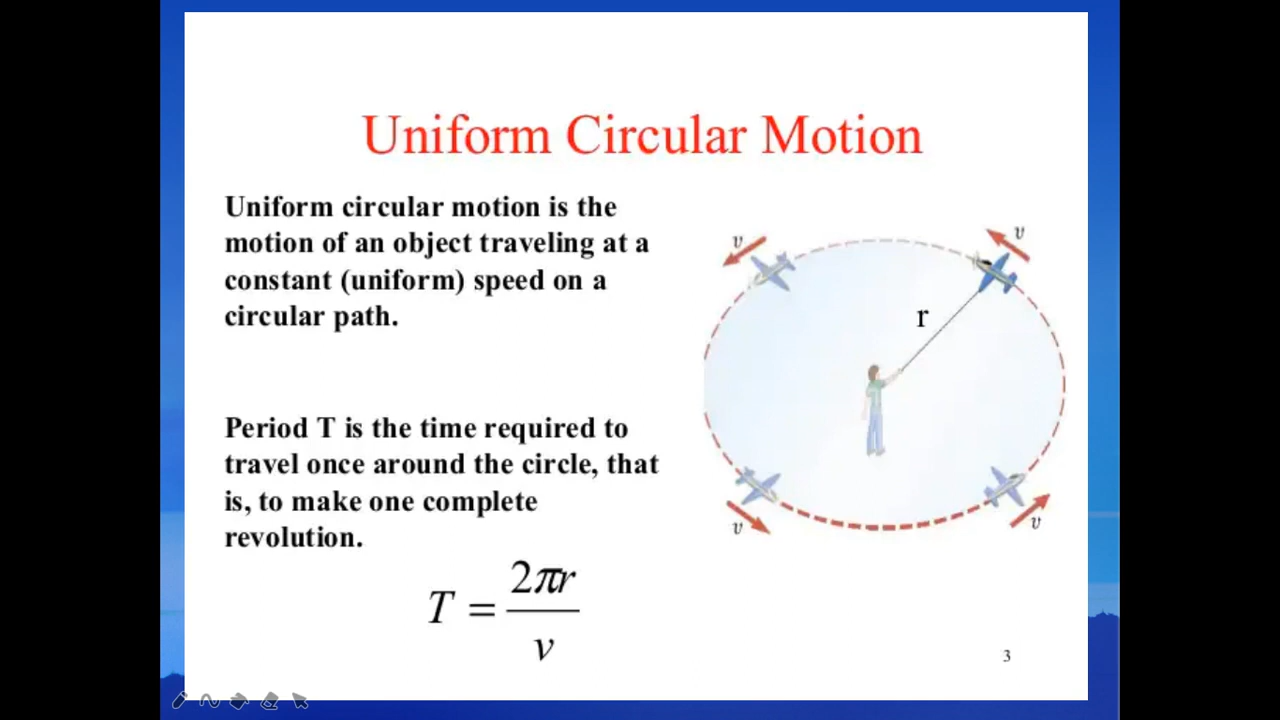 Uniform Circular Motion
Uniform circular motion is the
motion of an object traveling at a
constant (uniform) speed on a
circular path.
Period T is the time required to
travel once around the circle, that
is, to make one complete
revolution.
T = 2πr / v
v
v
r
v
v
3